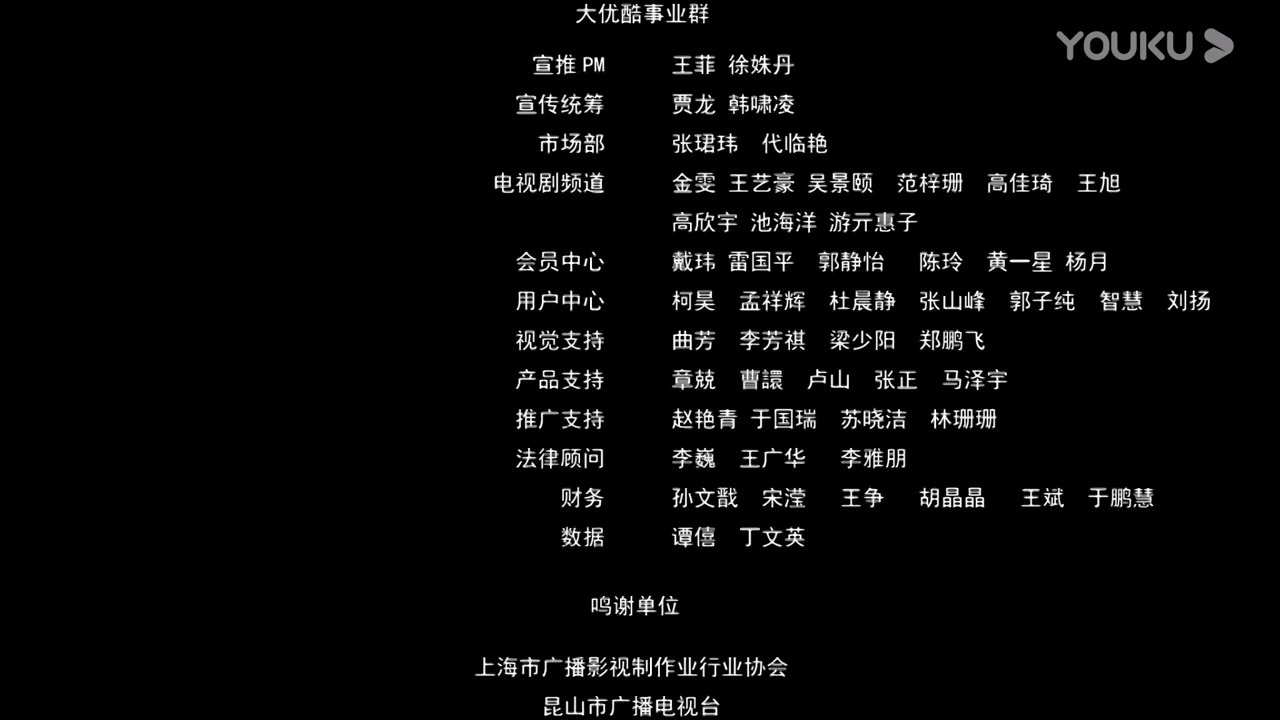 大优酷事业群
YOUKU
宣推 PM 王菲 徐姝丹
宣传统筹 贾龙 韩啸凌
市场部 张珺玮 代临艳
电视剧频道 金雯 王艺豪 吴景颐 范梓珊 高佳琦 王旭
高欣宇 池海洋 游亓惠子
会员中心 戴玮 雷国平 郭静怡 陈玲 黄一星 杨月
用户中心 柯昊 孟祥辉 杜晨静 张山峰 郭子纯 智慧 刘扬
视觉支持 曲芳 李芳祺 梁少阳 郑鹏飞
产品支持 章兢 曹譞 卢山 张正 马泽宇
推广支持 赵艳青 于国瑞 苏晓洁 林珊珊
法律顾问 李巍 王广华 李雅朋
财务 孙文戬 宋滢 王争 胡晶晶 王斌 于鹏慧
数据 谭僖 丁文英
鸣谢单位
上海市广播影视制作业行业协会
昆山市广播电视台